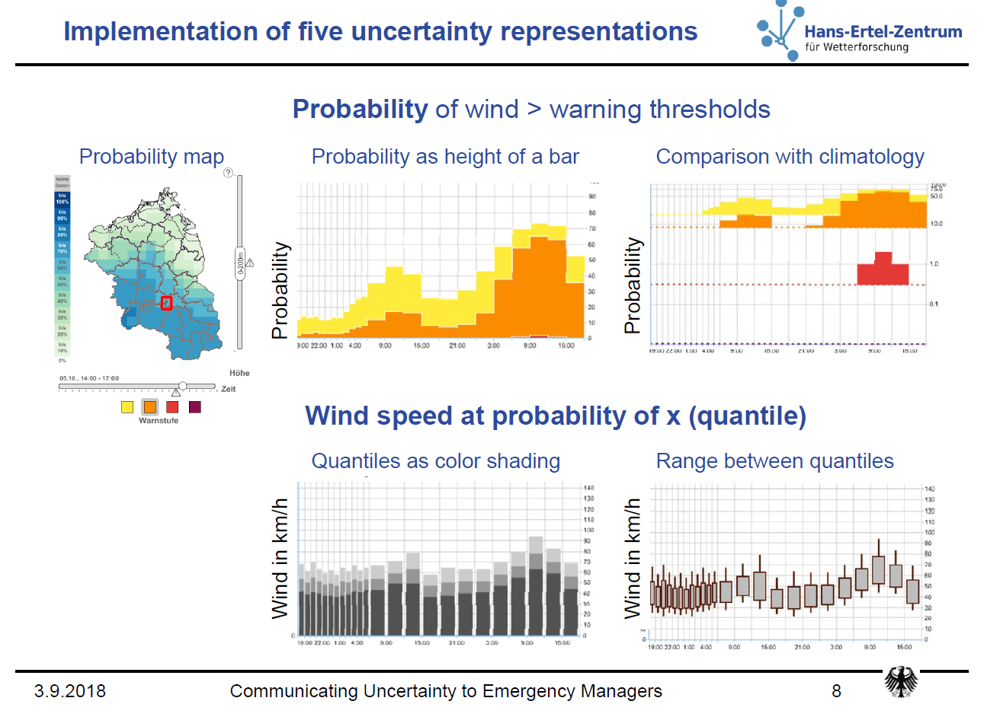 Implementation of five uncertainty representations
Hans-Ertel-Zentrum
für Wetterforschung
Probability of wind > warning thresholds
Probability map
keine
Daten
bis
100%
bis
90%
bis
80%
bis
70%
bis
60%
bis
50%
bis
40%
bis
30%
bis
20%
bis
10%
0%
?
0-200m
Höhe
05.10., 14:00 - 17:00
Zeit
Warnstufe
Probability as height of a bar
Probability
90
80
70
60
50
40
30
20
10
0
9:00 22:00 1:00 4:00 9:00 15:00 21:00 3:00 9:00 15:00
Comparison with climatology
Probability
100.0
75.0
50.0
10.0
1.0
0.1
19:00 22:00 1:00 4:00 9:00 15:00 21:00 3:00 9:00 15:00
Wind speed at probability of x (quantile)
Quantiles as color shading
Wind in km/h
140
130
120
110
100
90
80
70
60
50
40
30
20
10
0
0
19:00 22:00 1:00 4:00 9:00 15:00 21:00 3:00 9:00 15:00
Range between quantiles
Wind in km/h
140
130
120
110
100
90
80
70
60
50
40
30
20
10
0
10
0
19:00 22:00 1:00 4:00 9:00 15:00 21:00 3:00 9:00 15:00
3.9.2018
Communicating Uncertainty to Emergency Managers
8